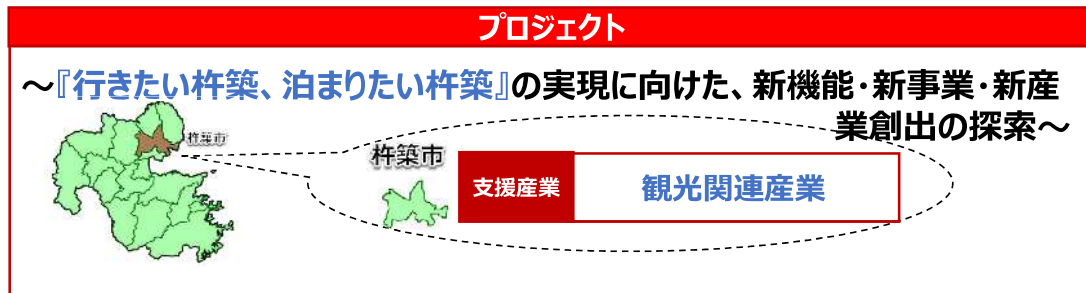 プロジェクト
～『行きたい杵築、泊まりたい杵築』の実現に向けた、新機能・新事業・新産
業創出の探索～
杵築市
杵築市
支援産業
観光関連産業